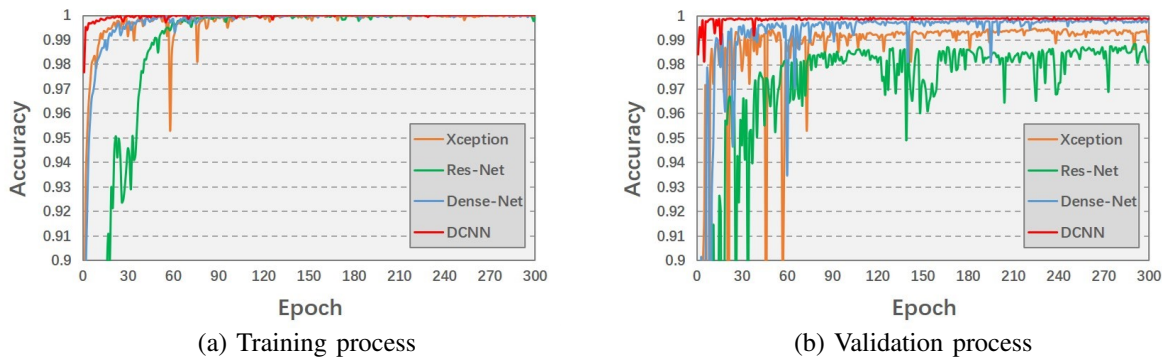 1
0.99
0.98
0.97
0.96
0.95
0.94
0.93
0.92
0.91
0.9
Accuracy
Xception
Res-Net
Dense-Net
DCNN
0 30 60 90 120 150 180 210 240 270 300
Epoch
(a) Training process
1
0.99
0.98
0.97
0.96
0.95
0.94
0.93
0.92
0.91
0.9
Accuracy
Xception
Res-Net
Dense-Net
DCNN
0 30 60 90 120 150 180 210 240 270 300
Epoch
(b) Validation process